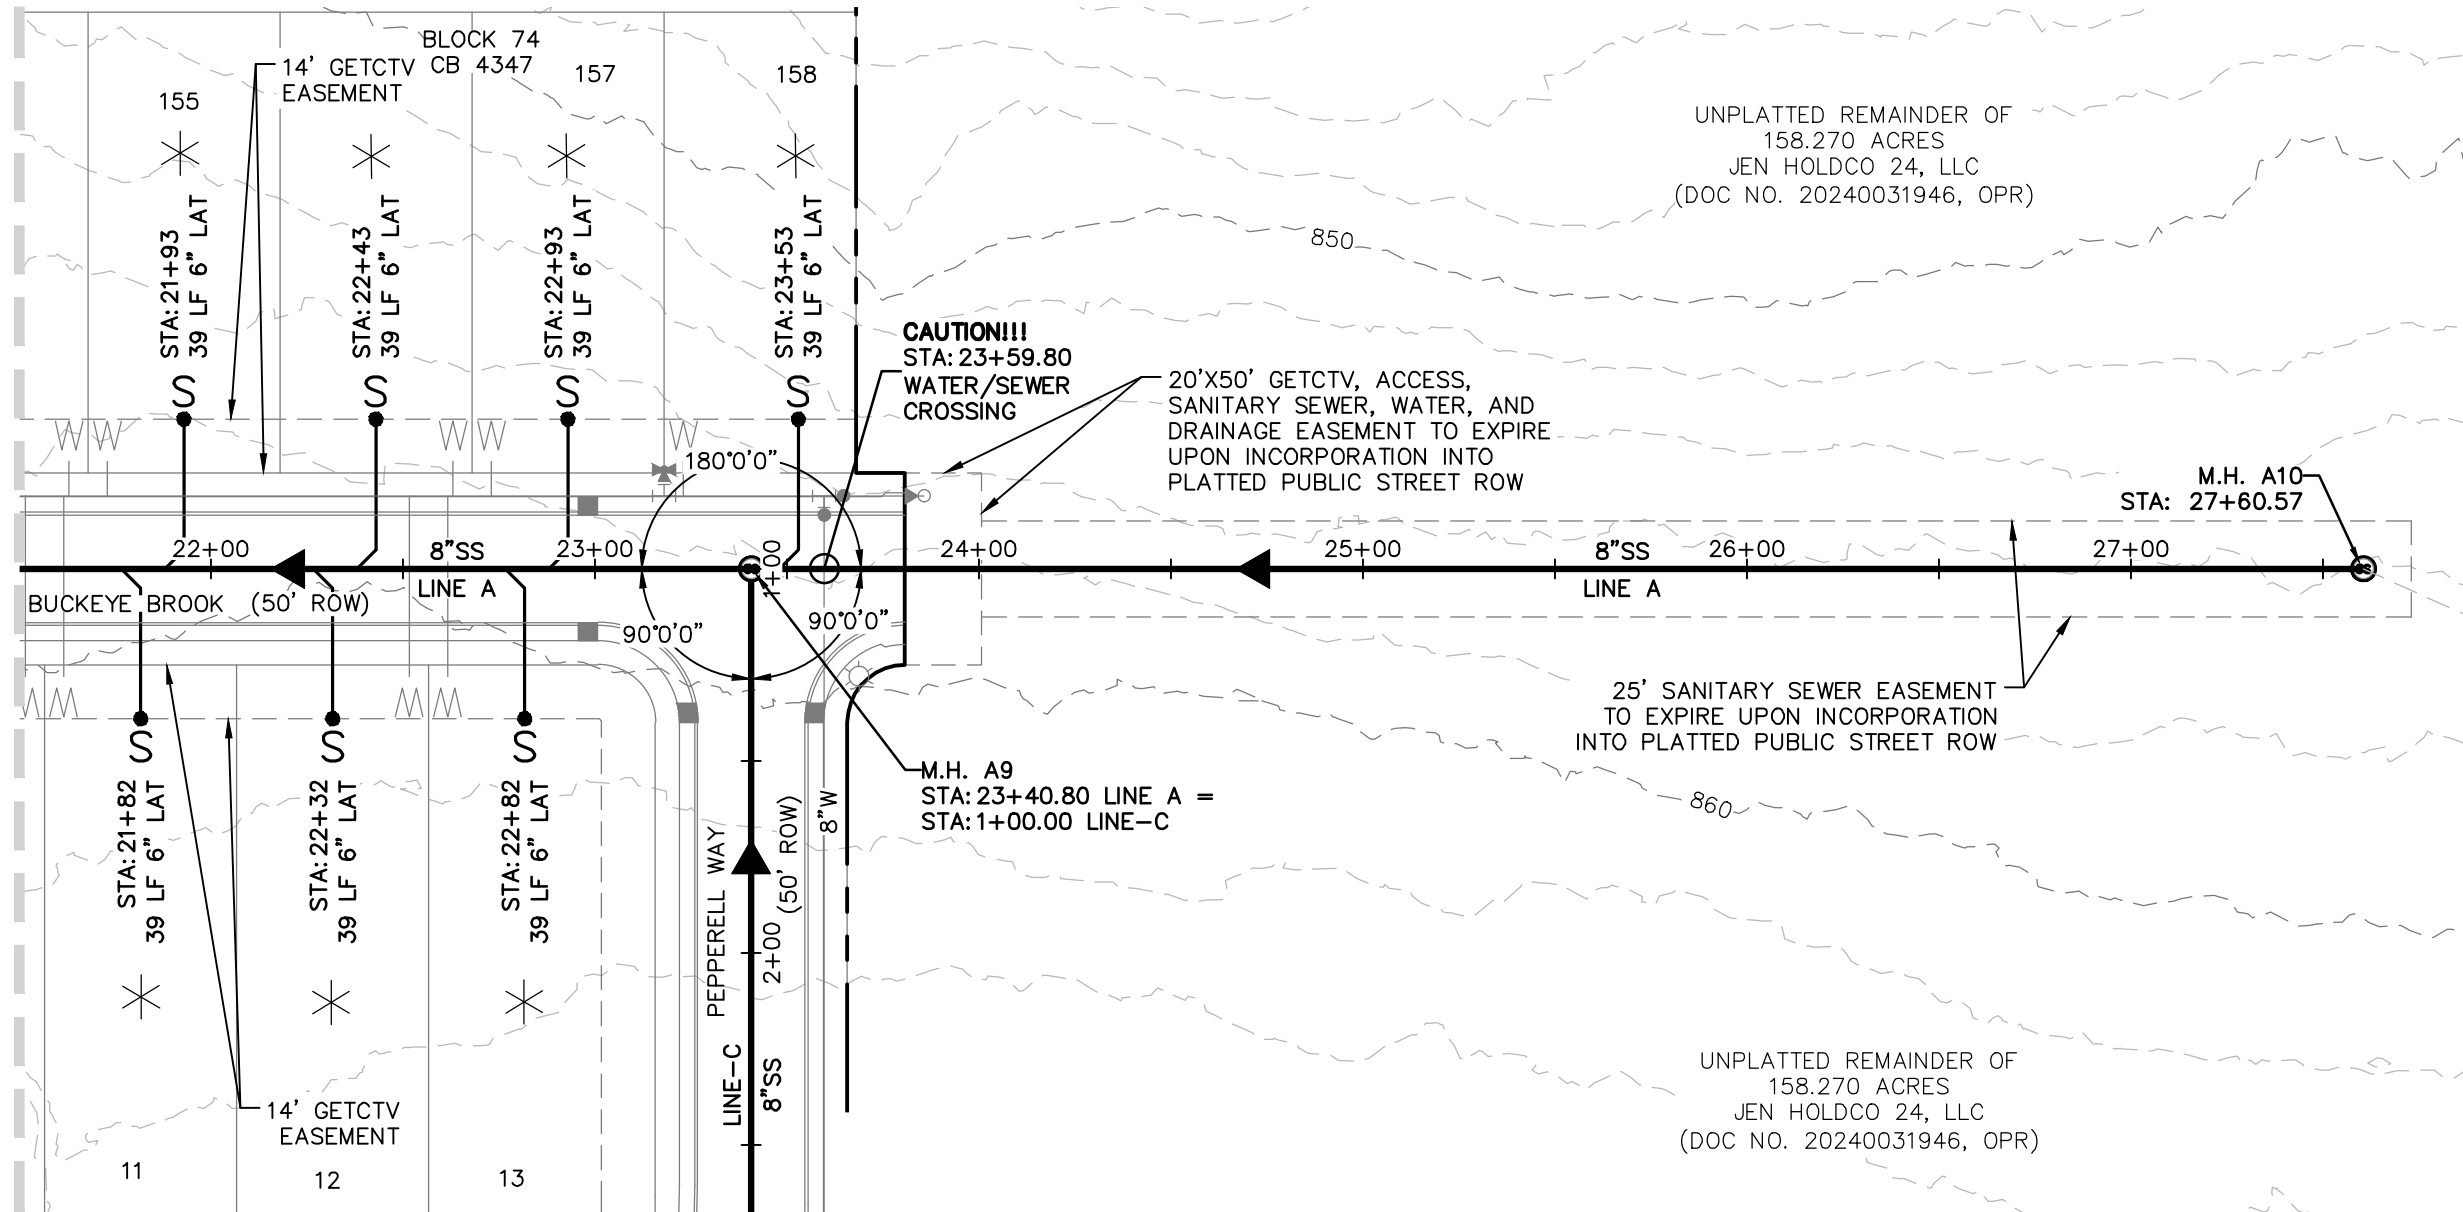 BLOCK 74
CB 4347
14' GETCTV
EASEMENT
155
157
158
STA: 21+93
39 LF 6" LAT
STA: 22+43
39 LF 6" LAT
STA: 22+93
39 LF 6" LAT
STA: 23+53
39 LF 6" LAT
S
S
S
S
W W
W W
W
UNPLATTED REMAINDER OF
158.270 ACRES
JEN HOLDCO 24, LLC
(DOC NO. 20240031946, OPR)
850
CAUTION!!!
STA: 23+59.80
WATER/SEWER
CROSSING
20'X50' GETCTV, ACCESS,
SANITARY SEWER, WATER, AND
DRAINAGE EASEMENT TO EXPIRE
UPON INCORPORATION INTO
PLATTED PUBLIC STREET ROW
M.H. A10
STA: 27+60.57
180°0'0"
22+00
8"SS
LINE A
23+00
1+00
24+00
25+00
8"SS
LINE A
26+00
27+00
SS
SS
BUCKEYE BROOK (50' ROW)
90°0'0"
90°0'0"
25' SANITARY SEWER EASEMENT
TO EXPIRE UPON INCORPORATION
INTO PLATTED PUBLIC STREET ROW
W W
W W
S
S
S
STA: 21+82
39 LF 6" LAT
STA: 22+32
39 LF 6" LAT
STA: 22+82
39 LF 6" LAT
M.H. A9
STA: 23+40.80 LINE A =
STA: 1+00.00 LINE-C
860
PEPPERELL WAY
(50' ROW)
8"W
2+00
LINE-C
8"SS
14' GETCTV
EASEMENT
11
12
13
UNPLATTED REMAINDER OF
158.270 ACRES
JEN HOLDCO 24, LLC
(DOC NO. 20240031946, OPR)